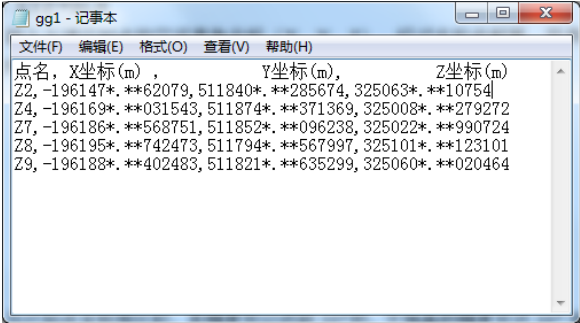 gg1 - 记事本
文件(F) 编辑(E) 格式(O) 查看(V) 帮助(H)
点名, X坐标(m) , Y坐标(m), Z坐标(m)
Z2,-196147*.**62079,511840*.**285674,325063*.**10754
Z4,-196169*.**031543,511874*.**371369,325008*.**279272
Z7,-196186*.**568751,511852*.**096238,325022*.**990724
Z8,-196195*.**742473,511794*.**567997,325101*.**123101
Z9,-196188*.**402483,511821*.**635299,325060*.**020464